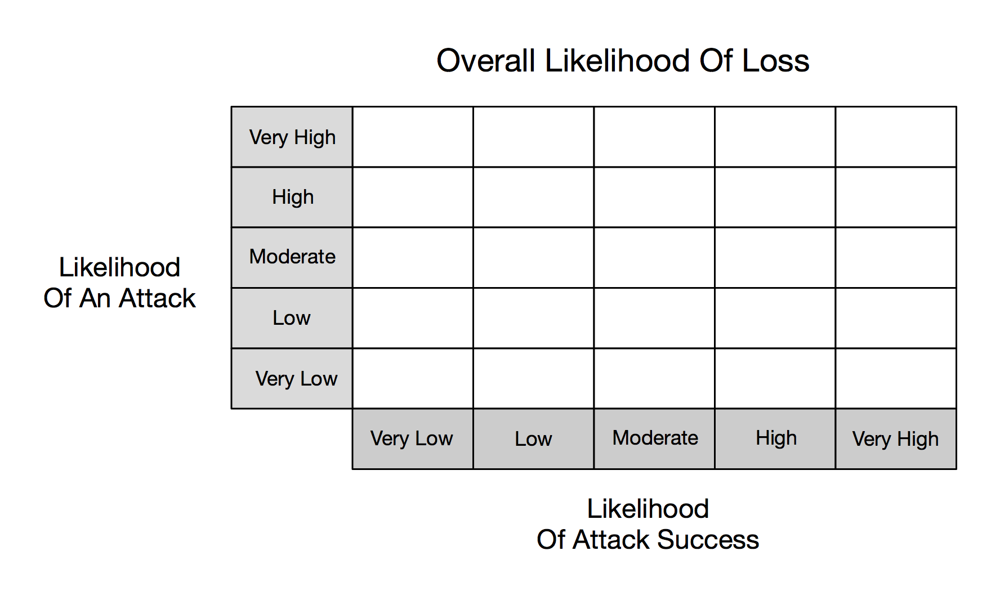 Overall Likelihood Of Loss
Very High
High
Moderate
Low
Very Low
Likelihood
Of An Attack
Very Low
Low
Moderate
High
Very High
Likelihood
Of Attack Success